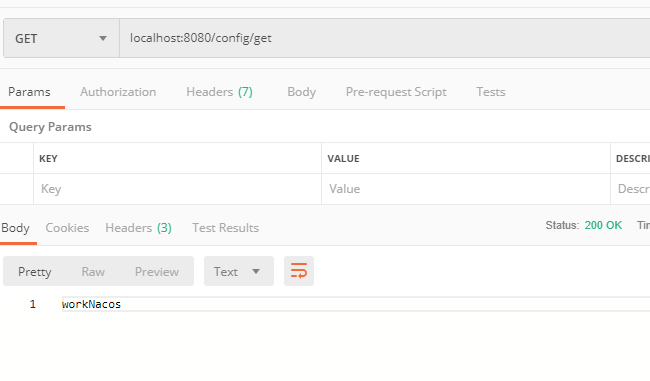 GET localhost:8080/config/get
Params Authorization Headers (7) Body Pre-request Script Tests
Query Params
KEY VALUE DESCRI
Key Value Descr
Body Cookies Headers (3) Test Results Status: 200 OK Tin
Pretty Raw Preview Text
1 workNacos